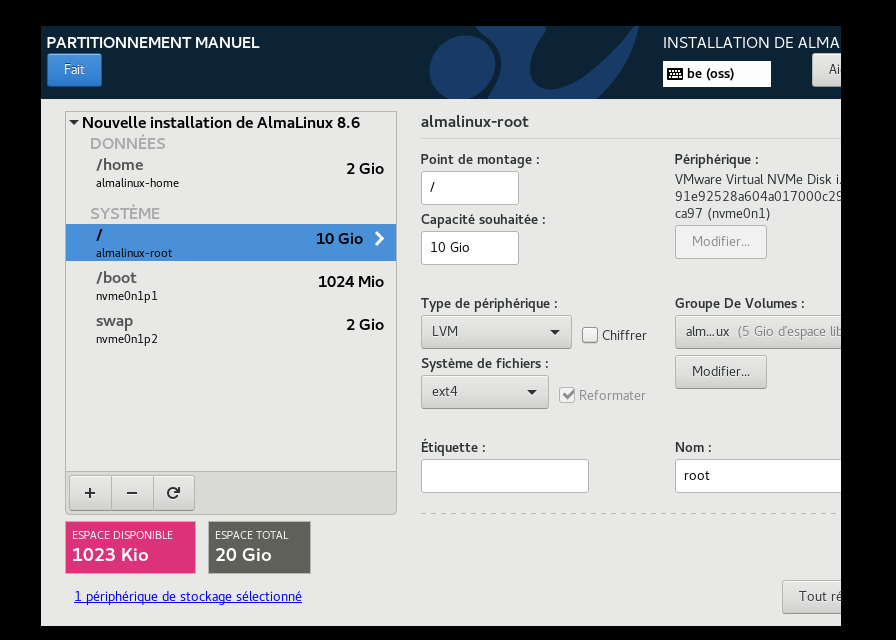 PARTITIONNEMENT MANUEL
INSTALLATION DE ALMA
Fait
be (oss)
Ai
Nouvelle installation de AlmaLinux 8.6
DONNÉES
/home
2 Gio
almalinux-home
SYSTÈME
/
10 Gio
almalinux-root
/boot
1024 Mio
nvme0n1p1
swap
2 Gio
nvme0n1p2
+ −
ESPACE DISPONIBLE
1023 Kio
ESPACE TOTAL
20 Gio
1 périphérique de stockage sélectionné
almalinux-root
Point de montage :
/
Capacité souhaitée :
10 Gio
Périphérique :
VMware Virtual NVMe Disk i.
91e92528a604a017000c29
ca97 (nvme0n1)
Modifier...
Type de périphérique :
LVM
Chiffrer
Système de fichiers :
ext4
Reformater
Groupe De Volumes :
alm...ux (5 Gio d'espace lib
Modifier...
Étiquette :
Nom :
root
Tout ré